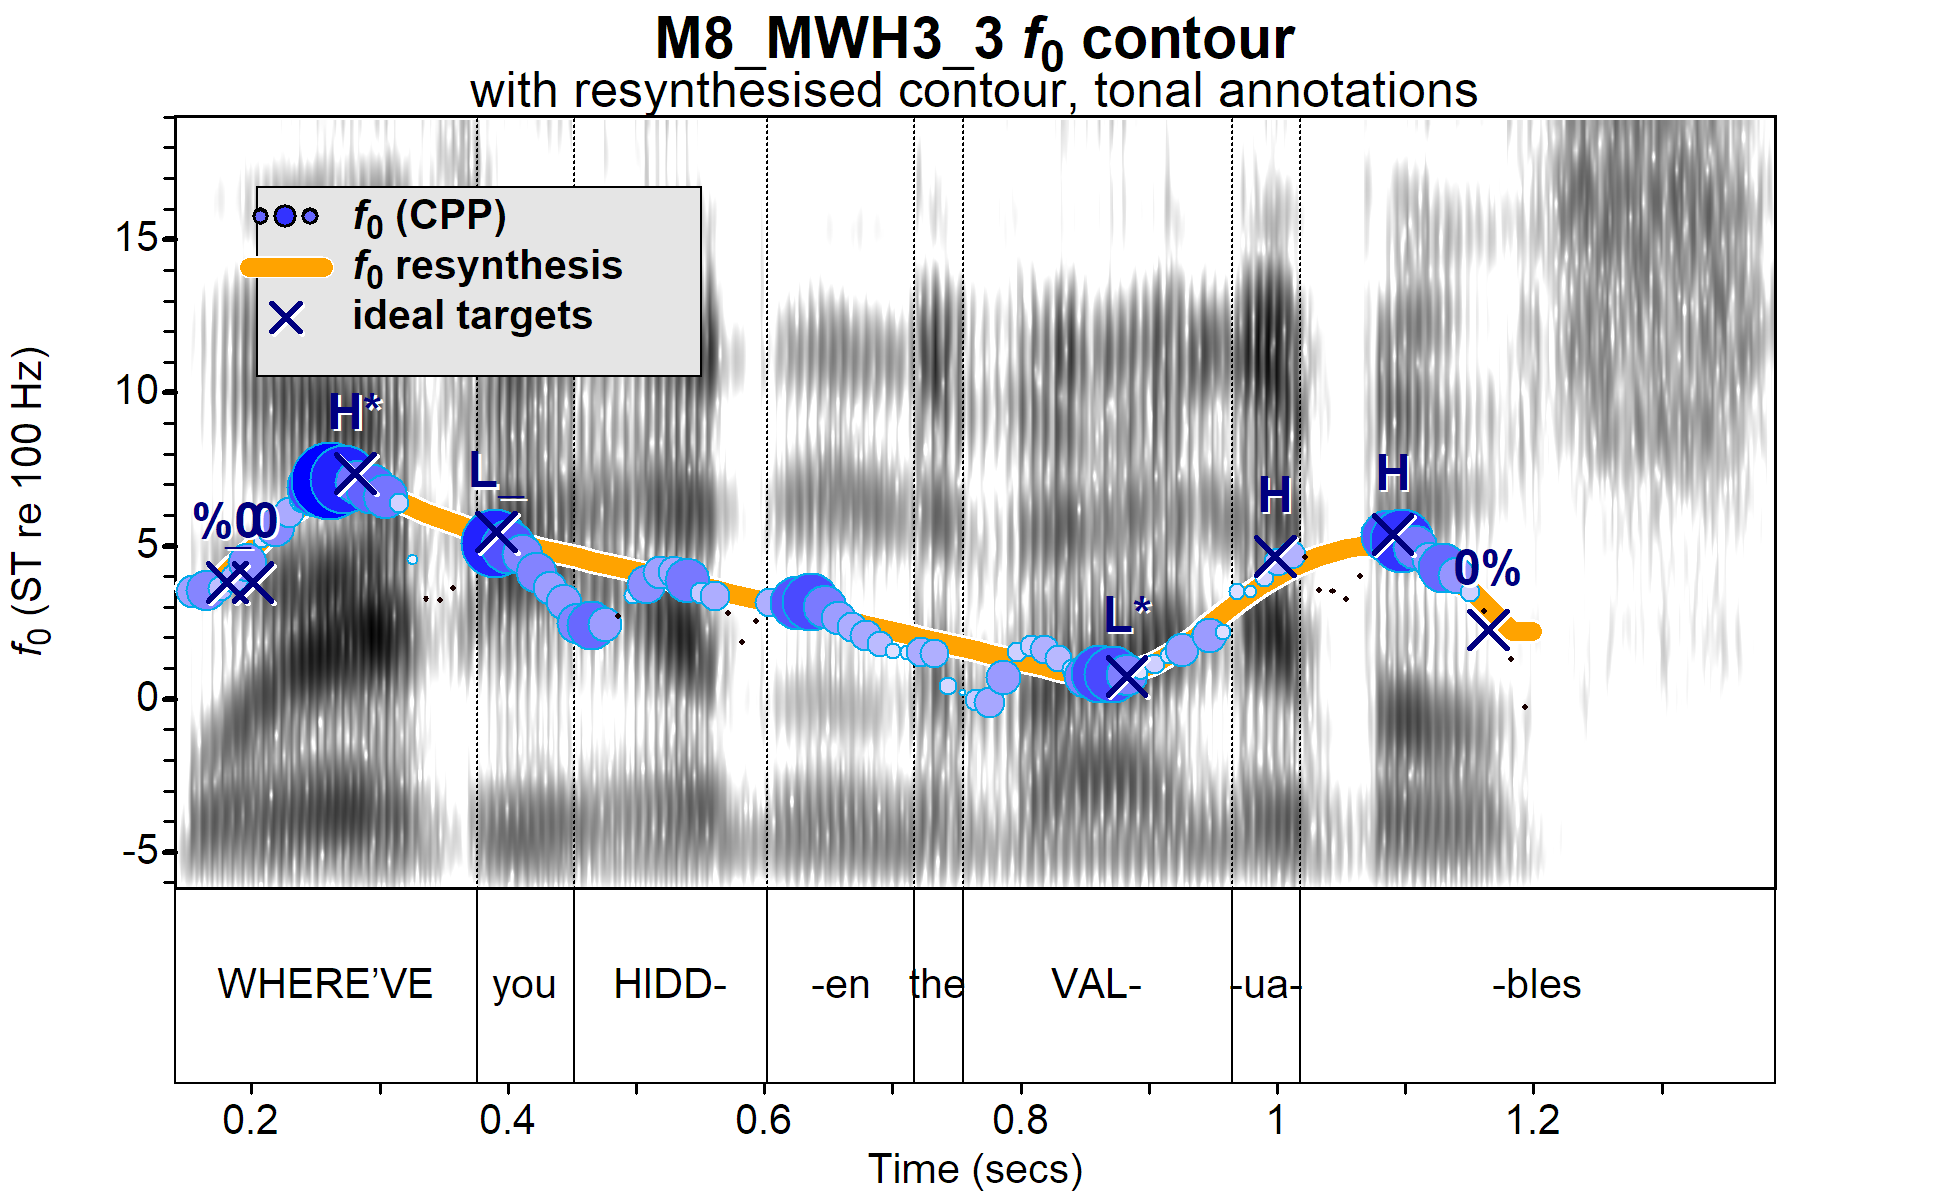 M8_MWH3_3 f0 contour
with resynthesised contour, tonal annotations
f0 (CPP)
f0 resynthesis
ideal targets
f0 (ST re 100 Hz)
15
10
5
0
-5
%_0 0
H*
L_
L*
H
H
0%
WHERE’VE you HIDD- -en the VAL- -ua- -bles
0.2 0.4 0.6 0.8 1 1.2
Time (secs)